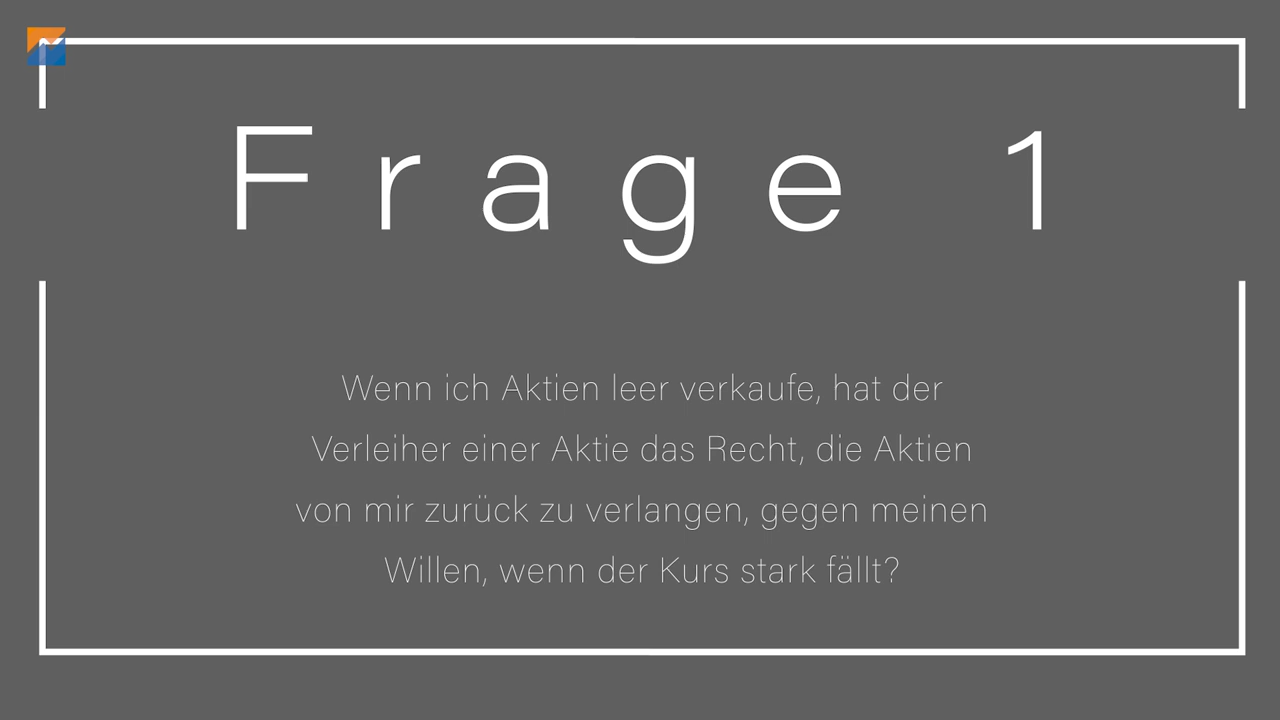 Frage 1
Wenn ich Aktien leer verkaufe, hat der
Verleiher einer Aktie das Recht, die Aktien
von mir zurück zu verlangen, gegen meinen
Willen, wenn der Kurs stark fällt?